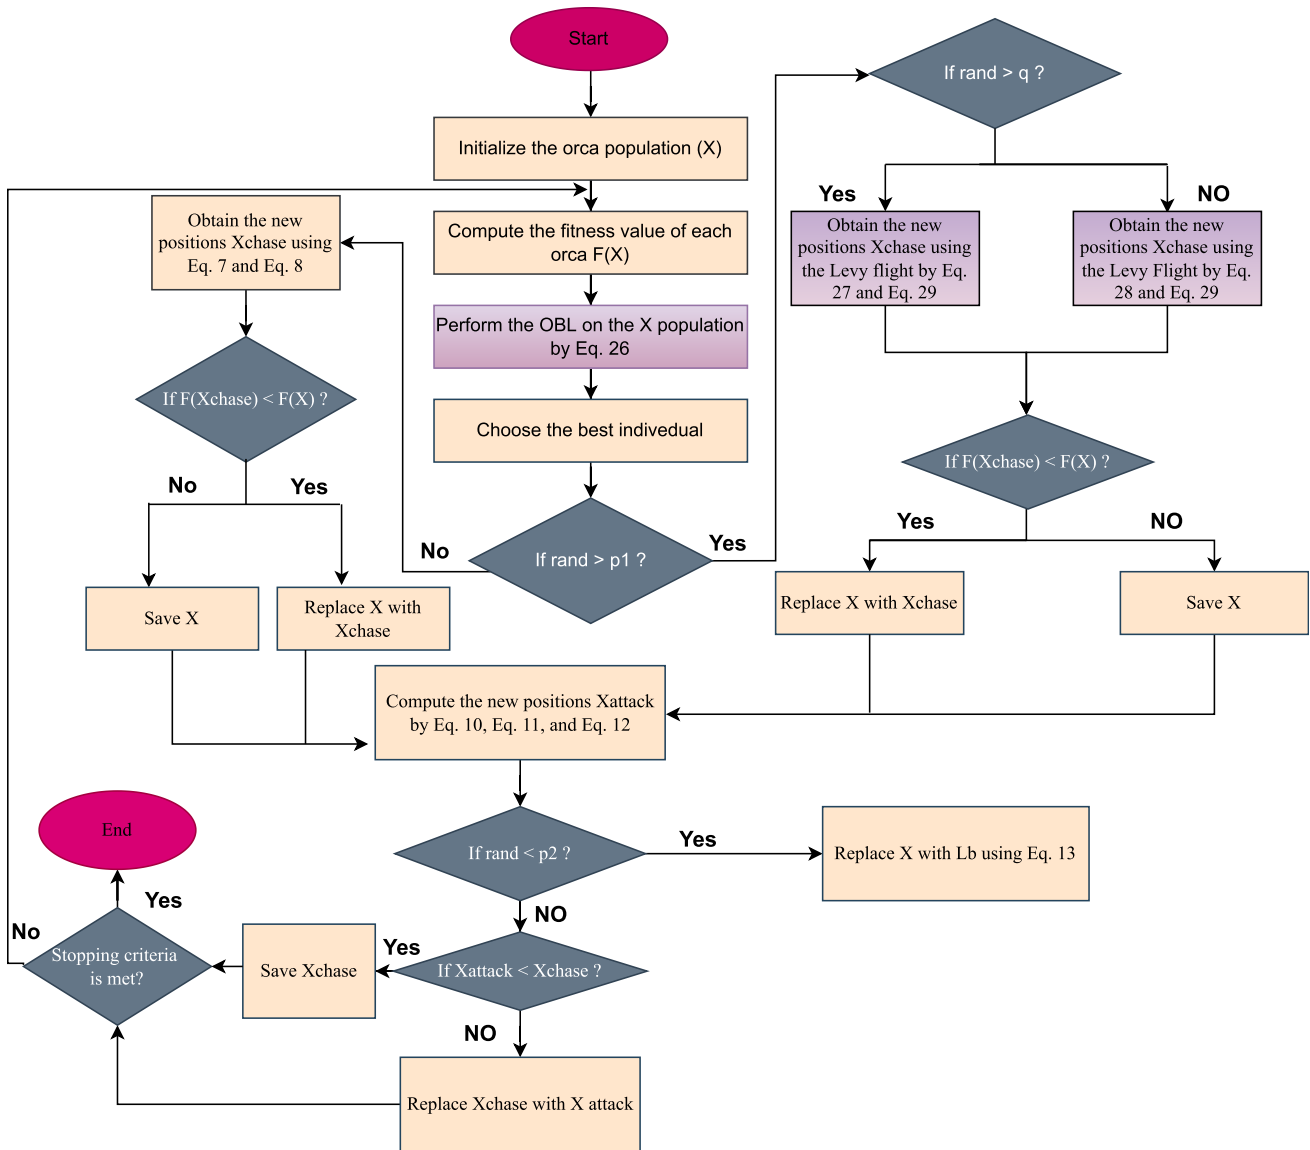 Start
Initialize the orca population (X)
Compute the fitness value of each
orca F(X)
Perform the OBL on the X population
by Eq. 26
Choose the best indivedual
If rand > p1 ?
No
Yes
Obtain the new
positions Xchase using
Eq. 7 and Eq. 8
If F(Xchase) < F(X) ?
No
Yes
Save X
Replace X with
Xchase
If rand > q ?
Yes
NO
Obtain the new
positions Xchase using
the Levy flight by Eq.
27 and Eq. 29
Obtain the new
positions Xchase using
the Levy Flight by Eq.
28 and Eq. 29
If F(Xchase) < F(X) ?
Yes
NO
Replace X with Xchase
Save X
Compute the new positions Xattack
by Eq. 10, Eq. 11, and Eq. 12
If rand < p2 ?
Yes
Replace X with Lb using Eq. 13
NO
If Xattack < Xchase ?
Yes
Save Xchase
NO
Replace Xchase with X attack
Stopping criteria
is met?
No
Yes
End